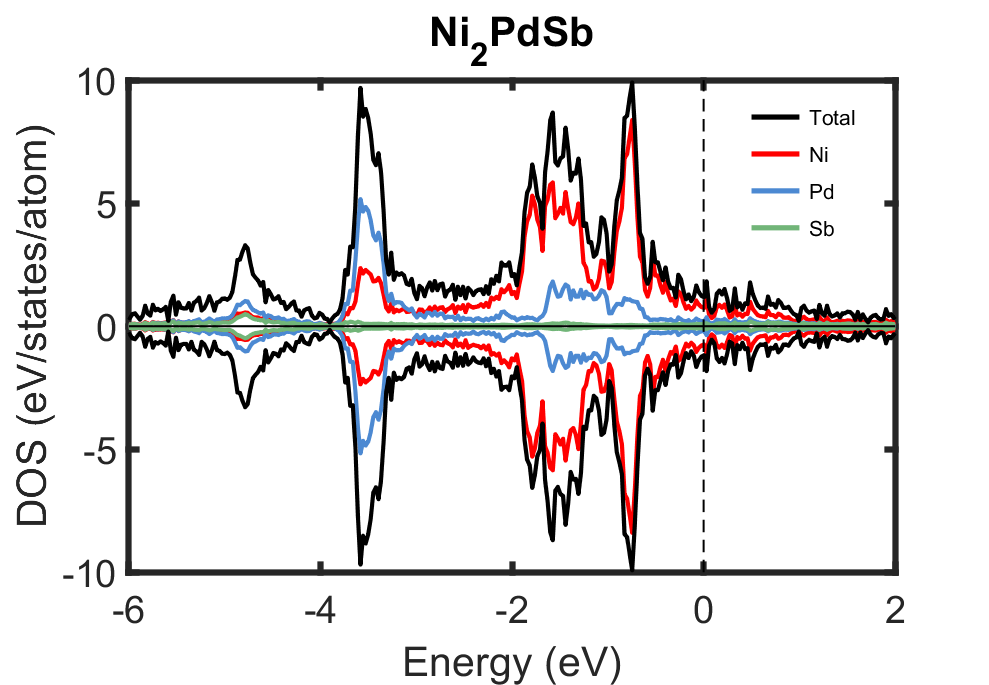 Ni₂PdSb
10
5
0
-5
-10
DOS (eV/states/atom)
Total
Ni
Pd
Sb
-6 -4 -2 0 2
Energy (eV)